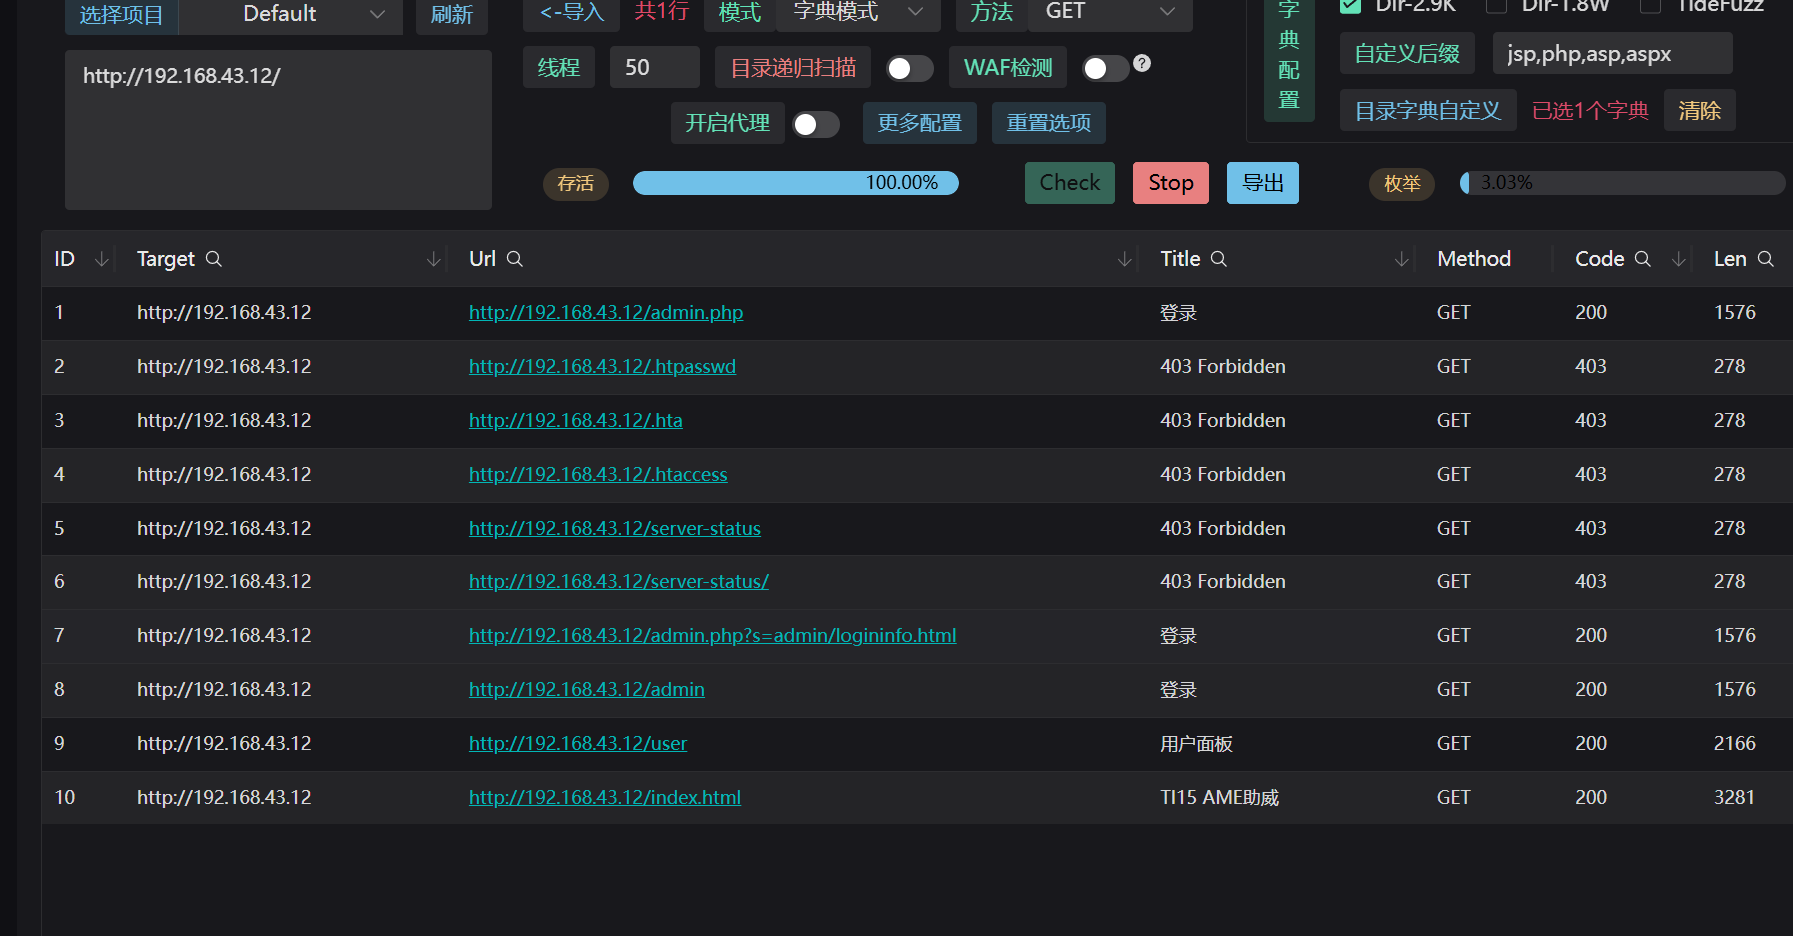 选择项目 Default 刷新 <-导入 共1行 模式 字典模式 方法 GET
字典配置
Dir-2.9K Dir-1.8W TideFuzz
http://192.168.43.12/
线程 50 目录递归扫描 WAF检测 ?
自定义后缀 jsp,php,asp,aspx
开启代理 更多配置 重置选项
目录字典自定义 已选1个字典 清除
存活 100.00% Check Stop 导出 枚举 3.03%
ID Target Url Title Method Code Len
1 http://192.168.43.12 http://192.168.43.12/admin.php 登录 GET 200 1576
2 http://192.168.43.12 http://192.168.43.12/.htpasswd 403 Forbidden GET 403 278
3 http://192.168.43.12 http://192.168.43.12/.hta 403 Forbidden GET 403 278
4 http://192.168.43.12 http://192.168.43.12/.htaccess 403 Forbidden GET 403 278
5 http://192.168.43.12 http://192.168.43.12/server-status 403 Forbidden GET 403 278
6 http://192.168.43.12 http://192.168.43.12/server-status/ 403 Forbidden GET 403 278
7 http://192.168.43.12 http://192.168.43.12/admin.php?s=admin/logininfo.html 登录 GET 200 1576
8 http://192.168.43.12 http://192.168.43.12/admin 登录 GET 200 1576
9 http://192.168.43.12 http://192.168.43.12/user 用户面板 GET 200 2166
10 http://192.168.43.12 http://192.168.43.12/index.html TI15 AME助威 GET 200 3281